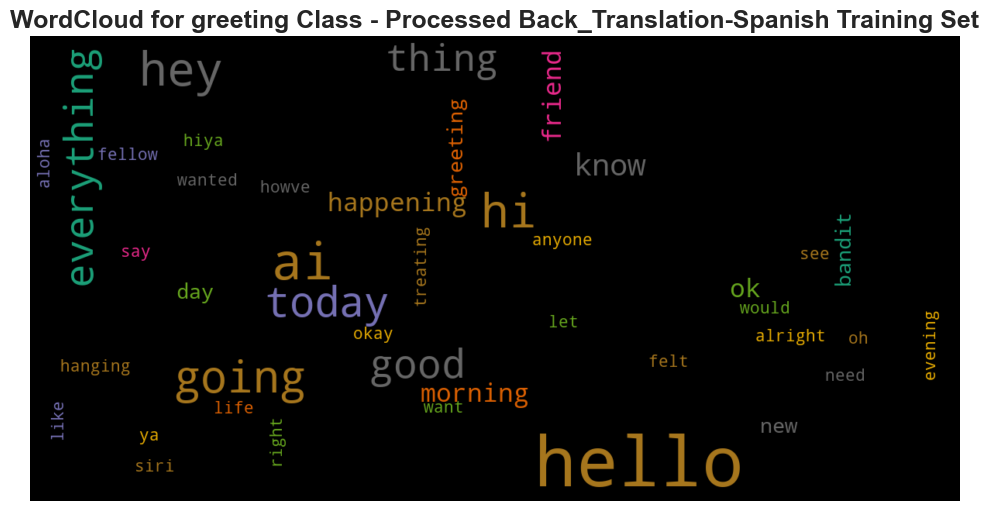 WordCloud for greeting Class - Processed Back_Translation-Spanish Training Set
hey
thing
everything
friend
greeting
hiya
aloha
fellow
know
wanted
howve
happening
hi
say
treating
anyone
bandit
see
ai
day
today
ok
would
let
okay
alright
oh
evening
hanging
good
felt
going
need
morning
life
want
like
new
ya
right
siri
hello